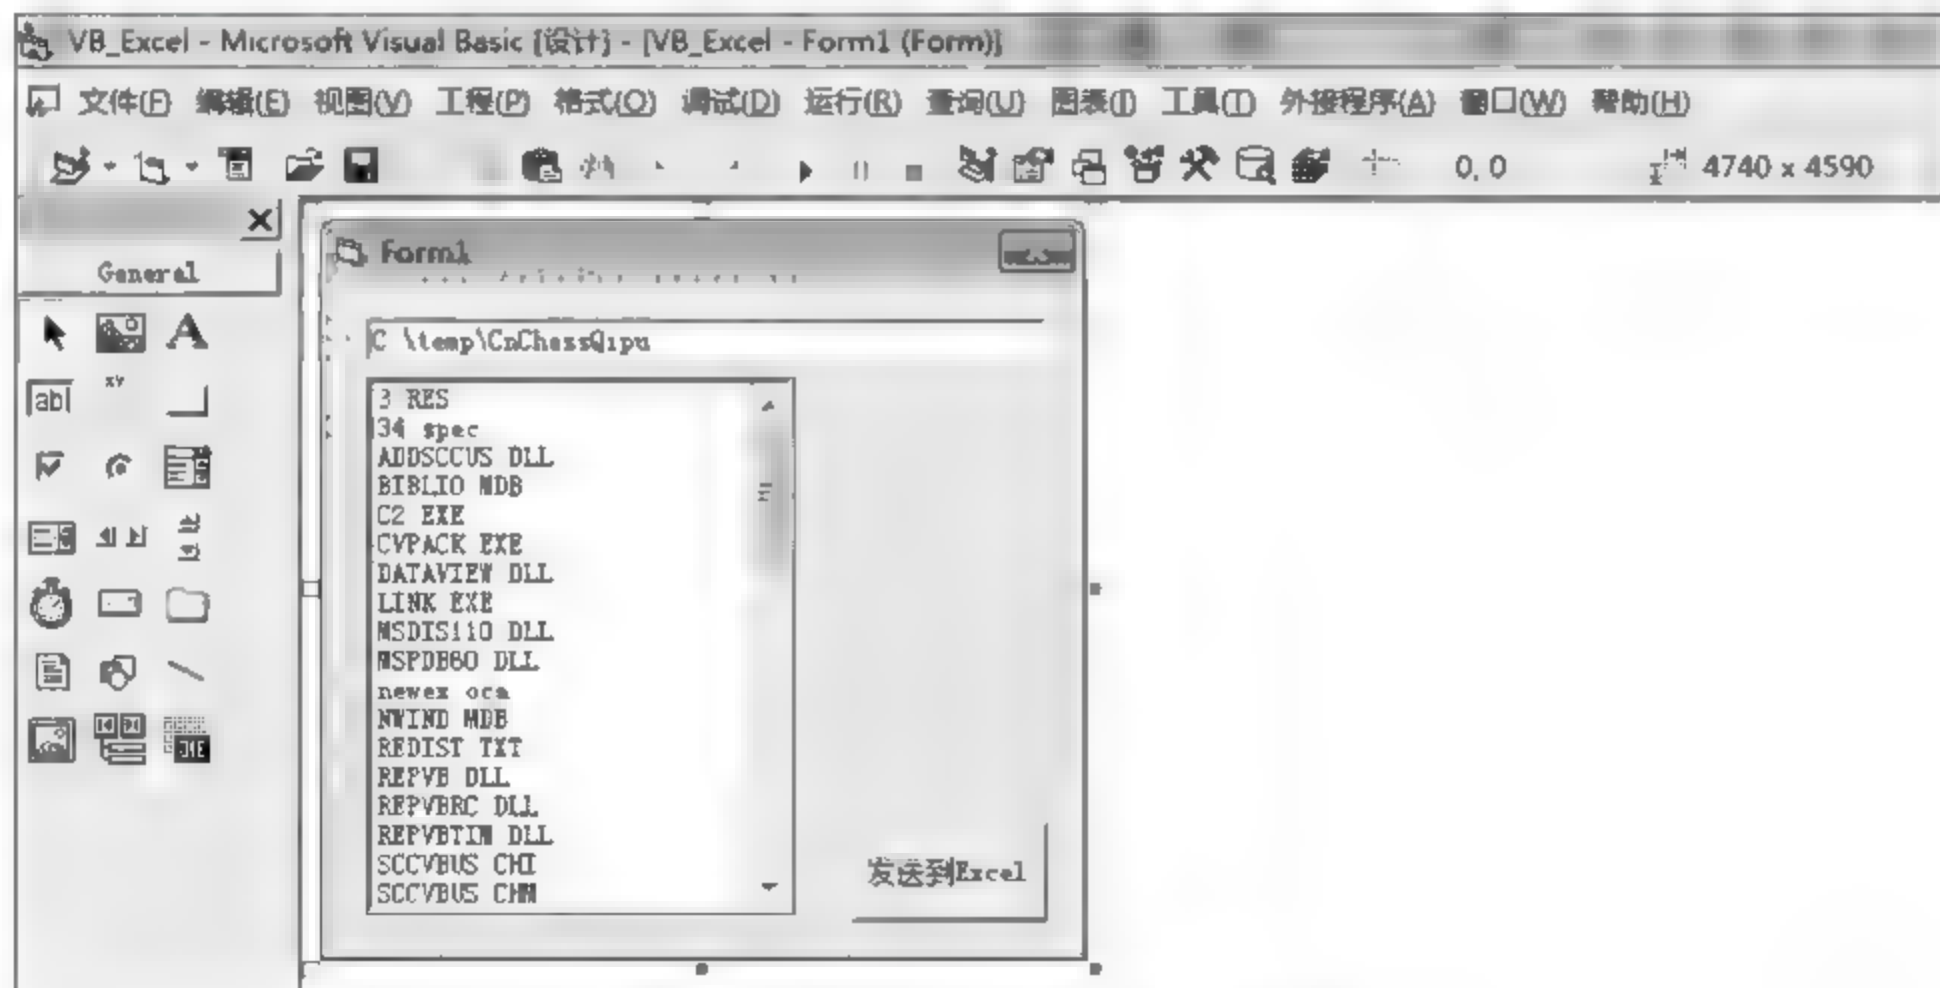 VB_Excel - Microsoft Visual Basic [设计] - [VB_Excel - Form1 (Form)]
文件(F) 编辑(E) 视图(V) 工程(P) 格式(O) 调试(D) 运行(R) 查询(U) 图表(I) 工具(T) 外接程序(A) 窗口(W) 帮助(H)
0, 0 4740 x 4590
General
Form1
C \temp\CnChessQipu
3 RES
34 spec
ADDSCCUS DLL
BIBLIO MDB
C2 EXE
CVPACK EXE
DATAVIEW DLL
LINK EXE
MSDIS110 DLL
MSPDB60 DLL
newex oca
NWIND MDB
REDIST TXT
REPVB DLL
REPVBRC DLL
REPVBTIM DLL
SCCVBUS CHI
SCCVBUS CHM
发送到Excel